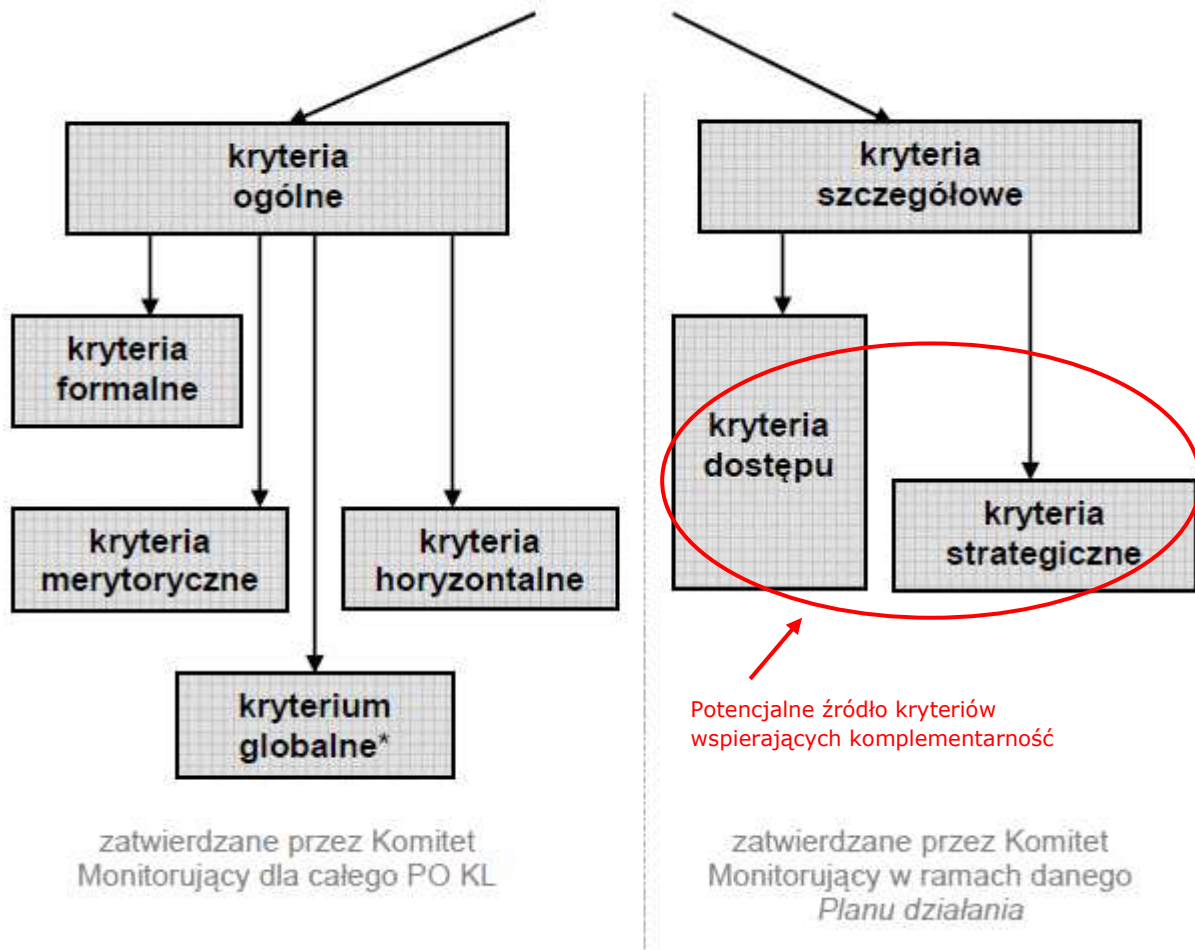 kryteria
ogólne
kryteria
szczegółowe
kryteria
formalne
kryteria
dostępu
kryteria
merytoryczne
kryteria
horyzontalne
kryteria
strategiczne
kryterium
globalne*
Potencjalne źródło kryteriów
wspierających komplementarność
zatwierdzane przez Komitet
Monitorujący dla całego PO KL
zatwierdzane przez Komitet
Monitorujący w ramach danego
Planu działania